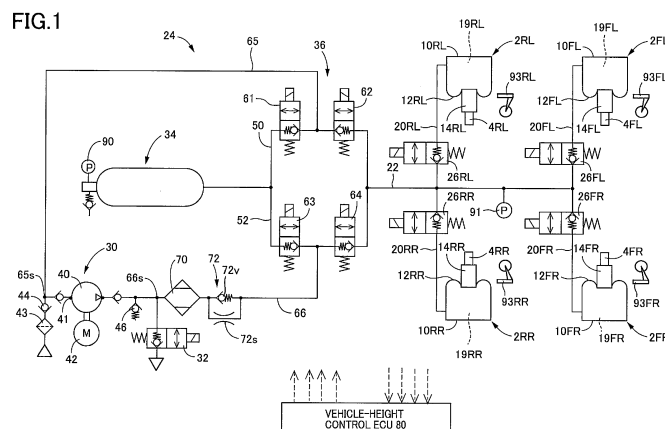 FIG.1
24
65
36
19RL
19FL
10RL
2RL
10FL
2FL
61
62
93RL
93FL
12RL
12FL
14RL
4RL
14FL
4FL
90
34
50
20RL
20FL
26RL
26FL
22
52
63
64
26RR
91
26FR
20RR
4RR
20FR
4FR
30
14RR
14FR
65s
40
66s
70
72
72v
12RR
12FR
44
93RR
93FR
41
66
43
46
10RR
2RR
10FR
2FR
42
M
32
72s
19RR
19FR
P
P
VEHICLE-HEIGHT
CONTROL ECU 80